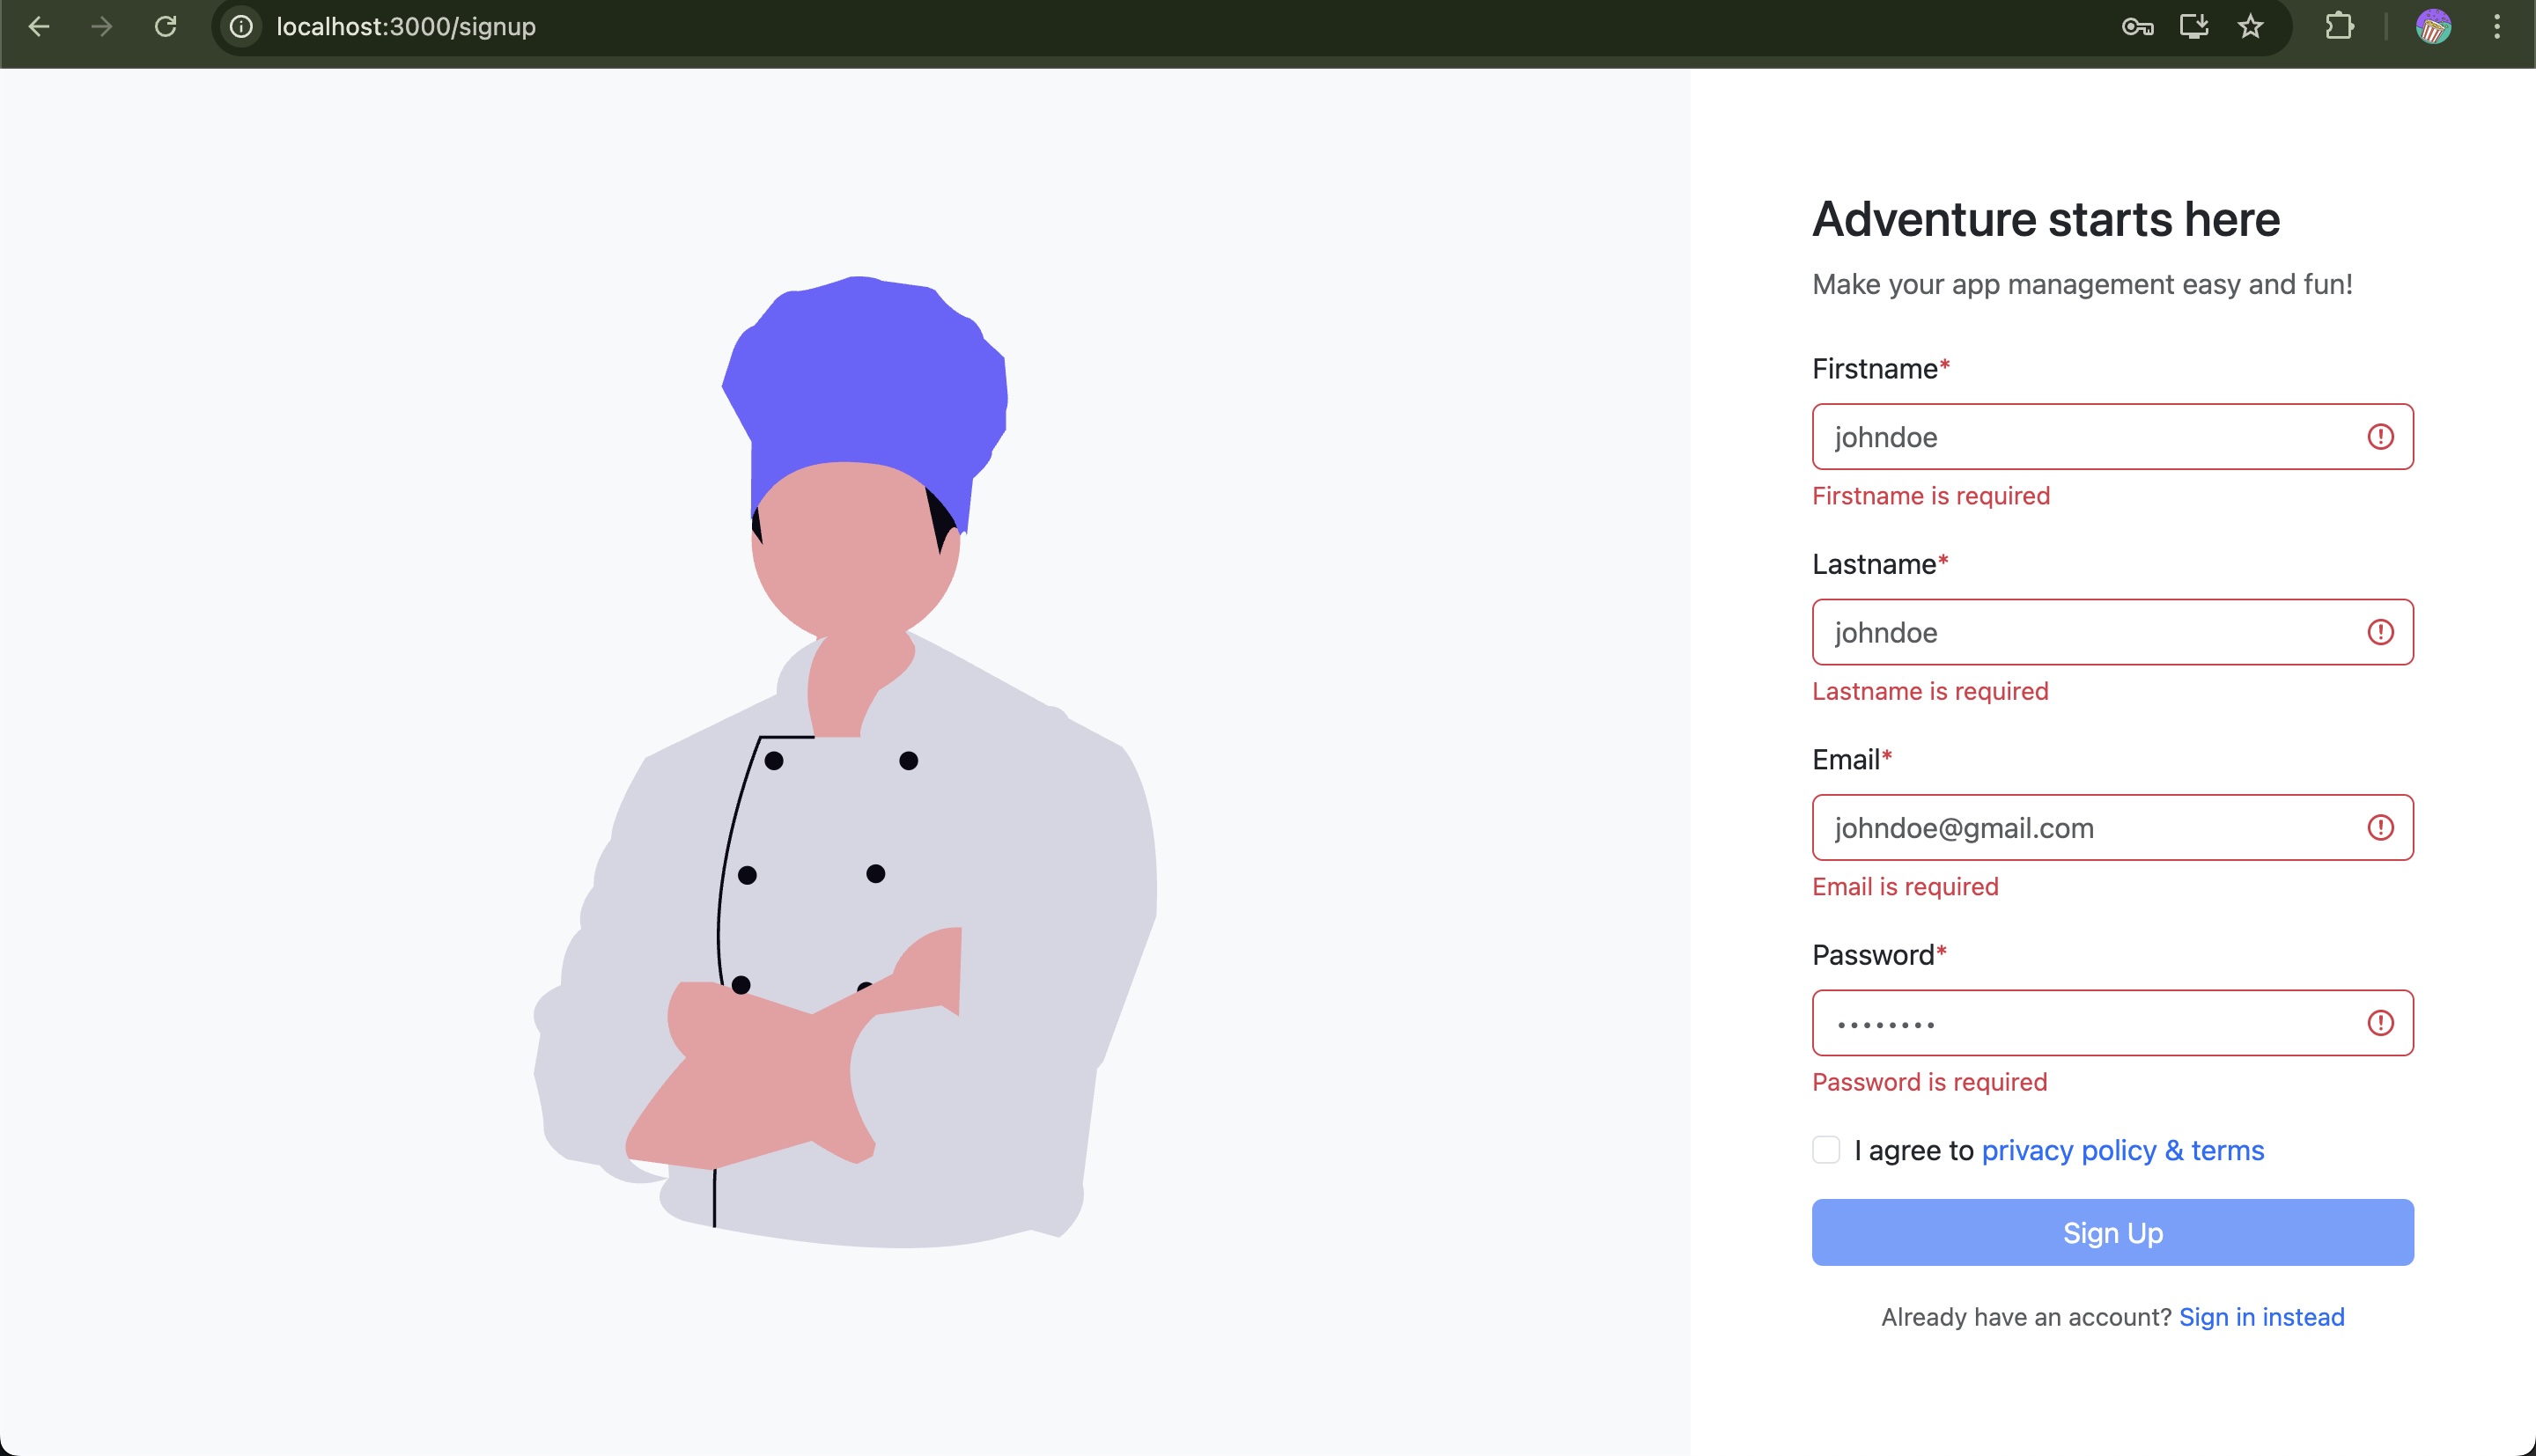 localhost:3000/signup
Adventure starts here
Make your app management easy and fun!
Firstname*
johndoe
Firstname is required
Lastname*
johndoe
Lastname is required
Email*
johndoe@gmail.com
Email is required
Password*
••••••••
Password is required
I agree to privacy policy & terms
Sign Up
Already have an account? Sign in instead